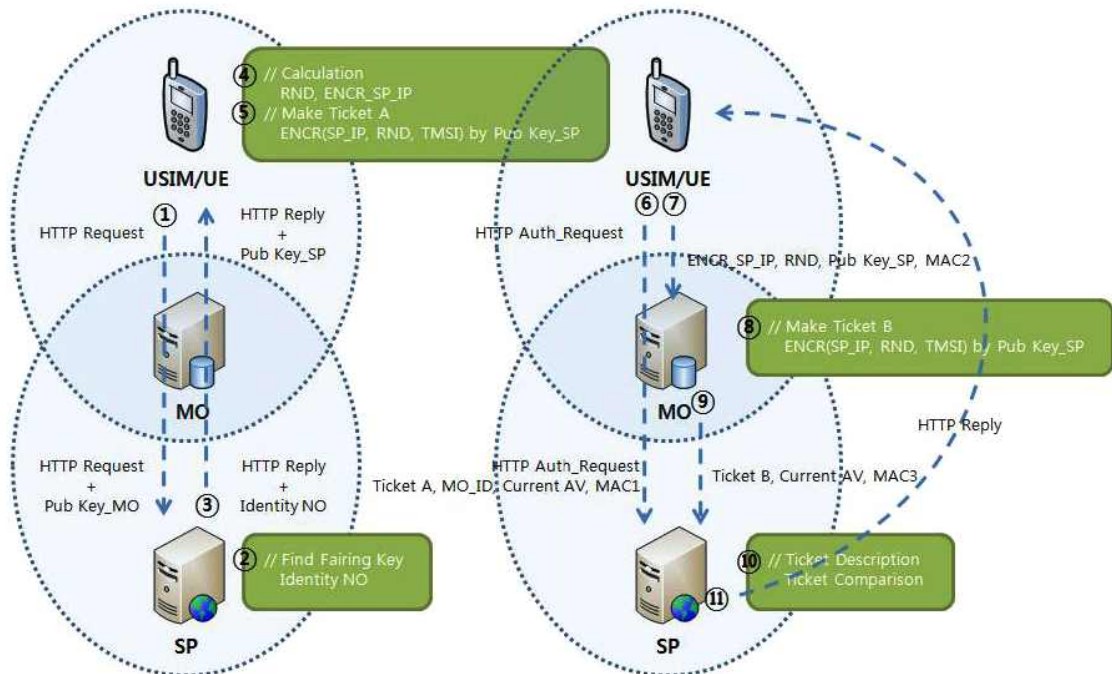 ④ // Calculation
RND, ENCR_SP_IP
⑤ // Make Ticket A
ENCR(SP_IP, RND, TMSI) by Pub Key_SP
USIM/UE
①
HTTP Request
HTTP Reply
+
Pub Key_SP
MO
HTTP Request
+
Pub Key_MO
HTTP Reply
+
Identity NO
③
② // Find Fairing Key
Identity NO
SP
USIM/UE
⑥ ⑦
HTTP Auth_Request
ENCR_SP_IP, RND, Pub Key_SP, MAC2
⑧ // Make Ticket B
ENCR(SP_IP, RND, TMSI) by Pub Key_SP
MO ⑨
HTTP Reply
HTTP Auth_Request
Ticket A, MO_ID, Current AV, MAC1
Ticket B, Current AV, MAC3
⑩ // Ticket Description
Ticket Comparison
⑪
SP